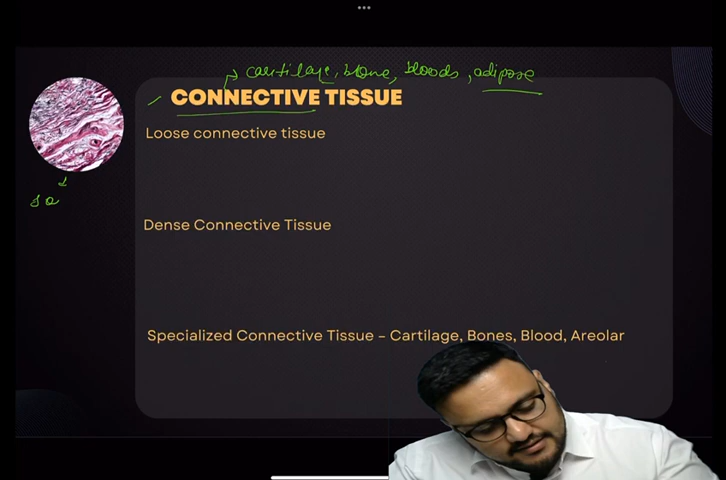 cartilage, bone, bloods, adipose
CONNECTIVE TISSUE
Loose connective tissue
Dense Connective Tissue
Specialized Connective Tissue – Cartilage, Bones, Blood, Areolar